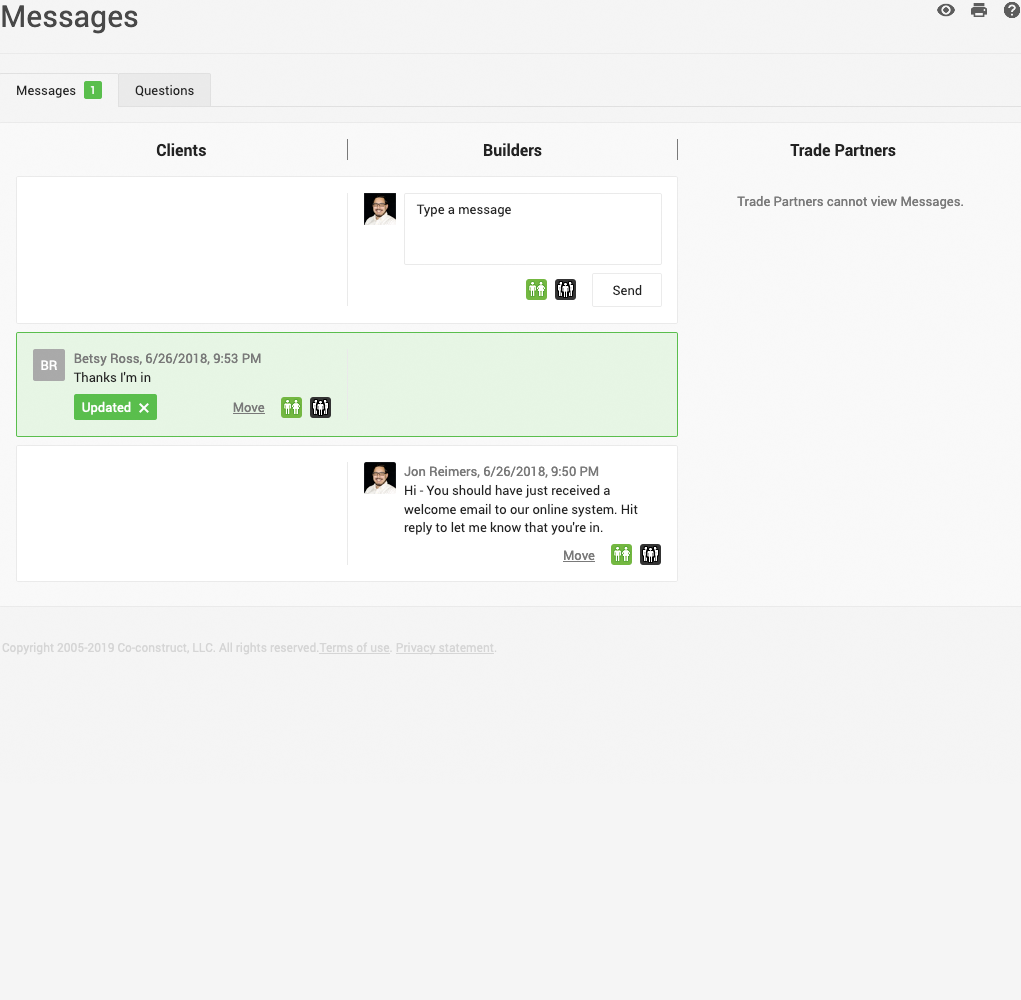 Messages
Messages 1 Questions
Clients Builders Trade Partners
Type a message
Trade Partners cannot view Messages.
Send
BR
Betsy Ross, 6/26/2018, 9:53 PM
Thanks I'm in
Updated ×
Move
Jon Reimers, 6/26/2018, 9:50 PM
Hi - You should have just received a
welcome email to our online system. Hit
reply to let me know that you're in.
Move
Copyright 2005-2019 Co-construct, LLC. All rights reserved.Terms of use. Privacy statement.